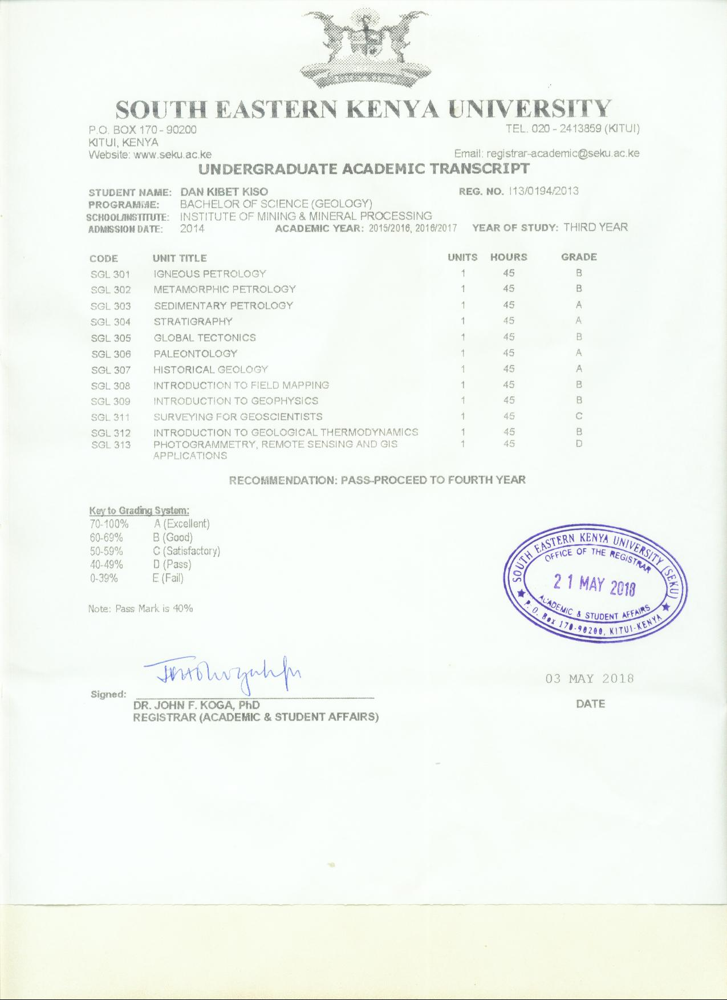 SOUTH EASTERN KENYA UNIVERSITY
P.O. BOX 170 - 90200 TEL. 020 - 2413859 (KITUI)
KITUI, KENYA
Website: www.seku.ac.ke Email: registrar-academic@seku.ac.ke
UNDERGRADUATE ACADEMIC TRANSCRIPT
STUDENT NAME: DAN KIBET KISO REG. NO. I13/0194/2013
PROGRAMME: BACHELOR OF SCIENCE (GEOLOGY)
SCHOOL/INSTITUTE: INSTITUTE OF MINING & MINERAL PROCESSING
ADMISSION DATE: 2014 ACADEMIC YEAR: 2015/2016, 2016/2017 YEAR OF STUDY: THIRD YEAR
CODE UNIT TITLE UNITS HOURS GRADE
SGL 301 IGNEOUS PETROLOGY 1 45 B
SGL 302 METAMORPHIC PETROLOGY 1 45 B
SGL 303 SEDIMENTARY PETROLOGY 1 45 A
SGL 304 STRATIGRAPHY 1 45 A
SGL 305 GLOBAL TECTONICS 1 45 B
SGL 306 PALEONTOLOGY 1 45 A
SGL 307 HISTORICAL GEOLOGY 1 45 A
SGL 308 INTRODUCTION TO FIELD MAPPING 1 45 B
SGL 309 INTRODUCTION TO GEOPHYSICS 1 45 B
SGL 311 SURVEYING FOR GEOSCIENTISTS 1 45 C
SGL 312 INTRODUCTION TO GEOLOGICAL THERMODYNAMICS 1 45 B
SGL 313 PHOTOGRAMMETRY, REMOTE SENSING AND GIS 1 45 D
APPLICATIONS
RECOMMENDATION: PASS-PROCEED TO FOURTH YEAR
Key to Grading System:
70-100% A (Excellent)
60-69% B (Good)
50-59% C (Satisfactory)
40-49% D (Pass)
0-39% E (Fail)
Note: Pass Mark is 40%
SOUTH EASTERN KENYA UNIVERSITY (SEKU)
OFFICE OF THE REGISTRAR
21 MAY 2018
ACADEMIC & STUDENT AFFAIRS
P. O. Box 170-90200, KITUI-KENYA
03 MAY 2018
Signed:
DR. JOHN F. KOGA, PhD DATE
REGISTRAR (ACADEMIC & STUDENT AFFAIRS)